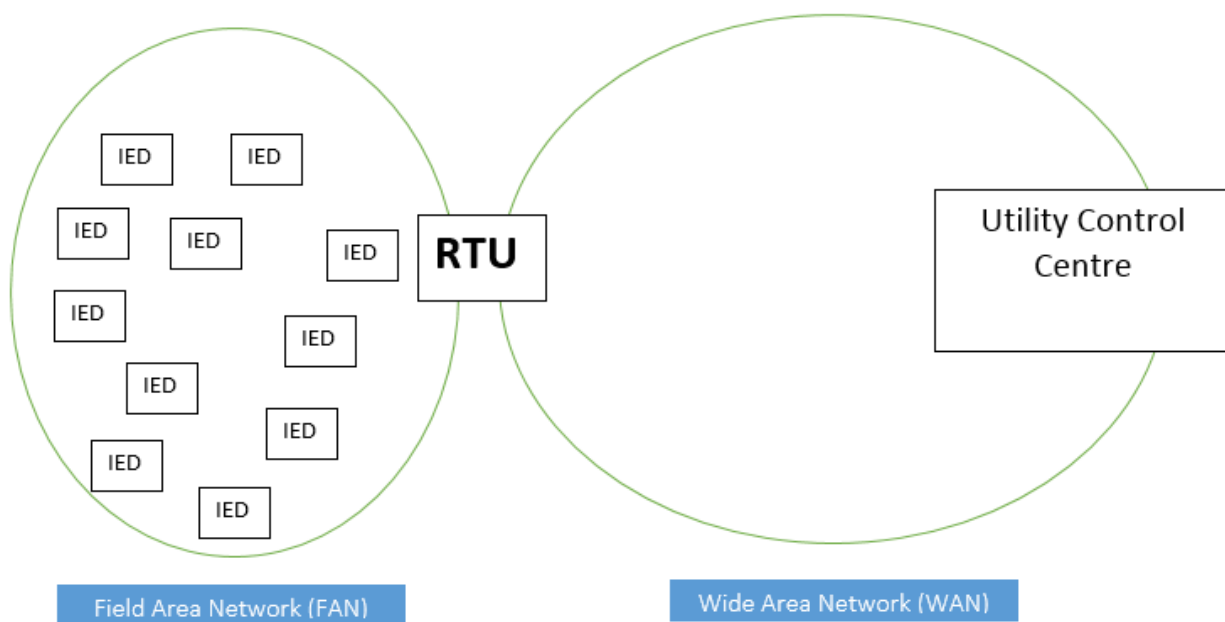 IED
IED
IED
IED
IED
RTU
Utility Control
Centre
IED
IED
IED
IED
IED
IED
Field Area Network (FAN)
Wide Area Network (WAN)